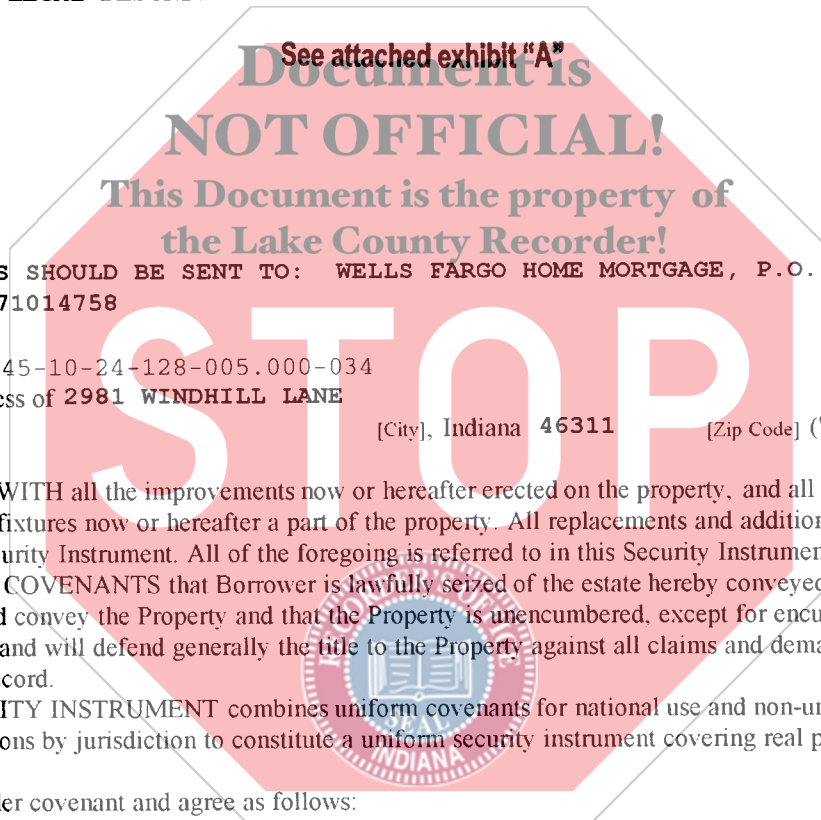 See attached exhibit “A”
Document is
NOT OFFICIAL!
This Document is the property of
the Lake County Recorder!
S SHOULD BE SENT TO: WELLS FARGO HOME MORTGAGE, P.O.
71014758
45-10-24-128-005.000-034
ess of 2981 WINDHILL LANE
[City], Indiana 46311 [Zip Code] ("
STOP
WITH all the improvements now or hereafter erected on the property, and all
fixtures now or hereafter a part of the property. All replacements and addition
urity Instrument. All of the foregoing is referred to in this Security Instrumen
COVENANTS that Borrower is lawfully seized of the estate hereby conveyed
d convey the Property and that the Property is unencumbered, except for encu
and will defend generally the title to the Property against all claims and dema
cord.
ITY INSTRUMENT combines uniform covenants for national use and non-un
ons by jurisdiction to constitute a uniform security instrument covering real p
SEAL
INDIANA
er covenant and agree as follows: